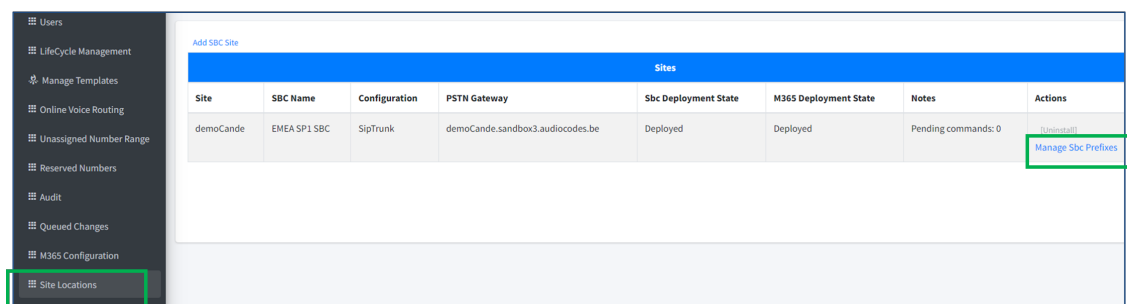 Users
LifeCycle Management
Manage Templates
Online Voice Routing
Unassigned Number Range
Reserved Numbers
Audit
Queued Changes
M365 Configuration
Site Locations
Add SBC Site
Sites
Site SBC Name Configuration PSTN Gateway Sbc Deployment State M365 Deployment State Notes Actions
demoCande EMEA SP1 SBC SipTrunk demoCande.sandbox3.audiocodes.be Deployed Deployed Pending commands: 0 [Uninstall]
Manage Sbc Prefixes